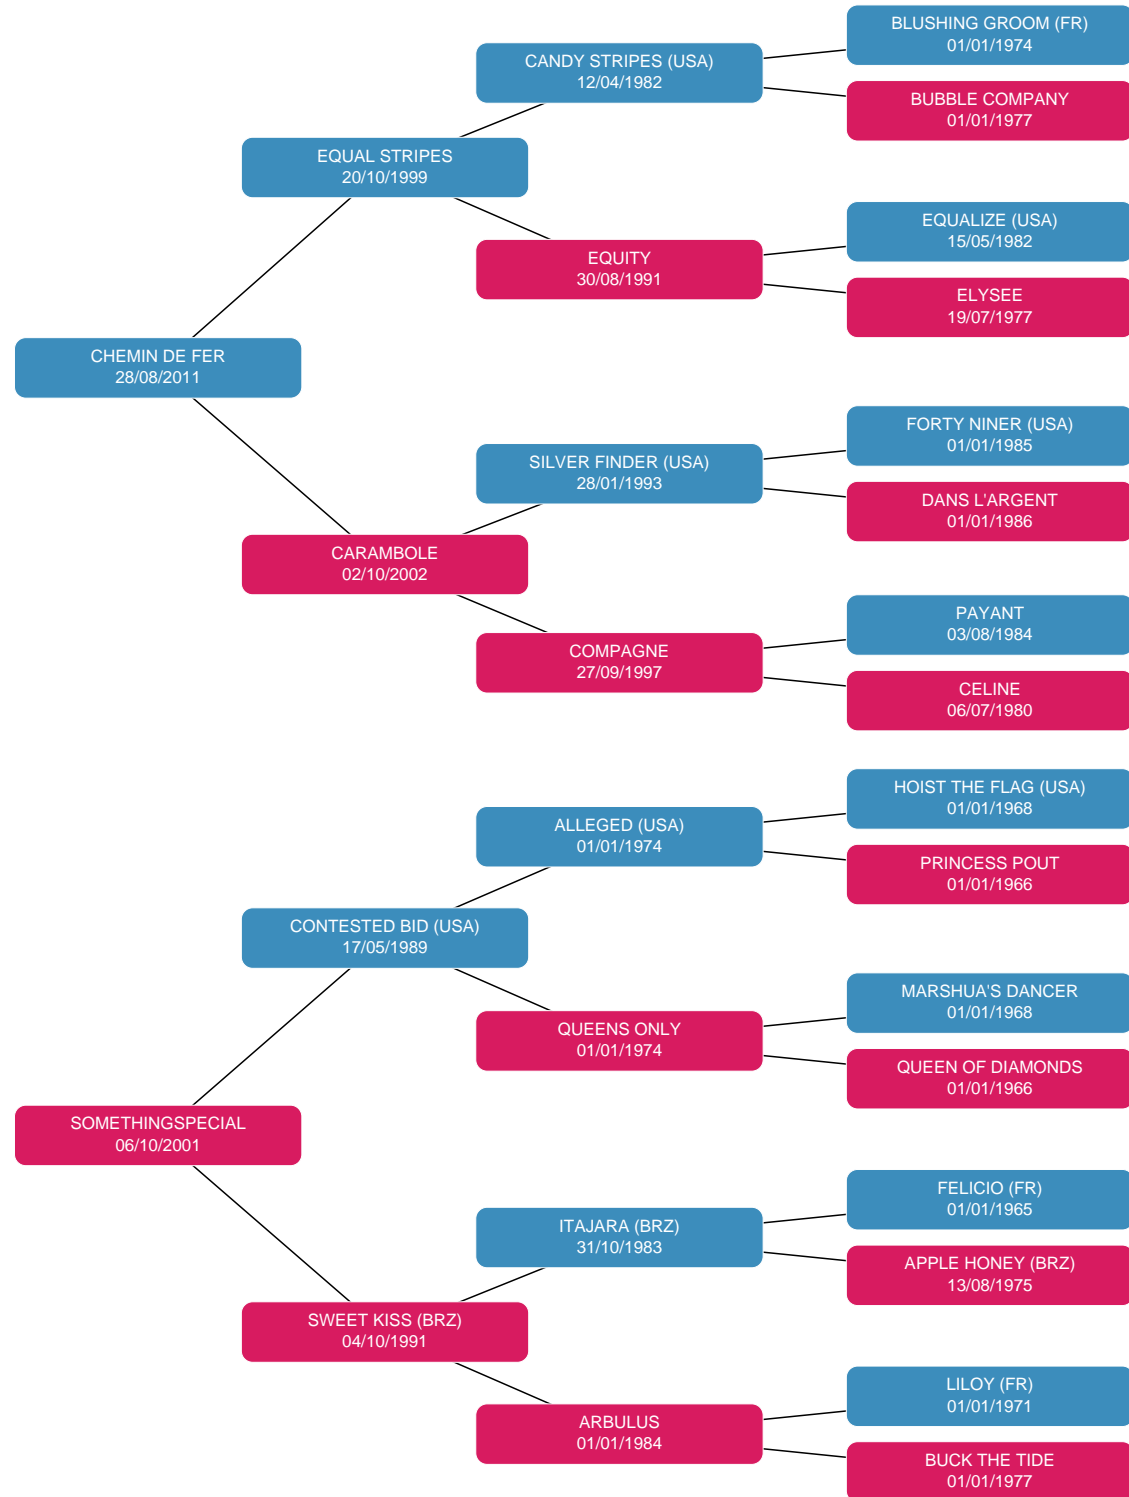 BLUSHING GROOM (FR)
01/01/1974
CANDY STRIPES (USA)
12/04/1982
BUBBLE COMPANY
01/01/1977
EQUAL STRIPES
20/10/1999
EQUALIZE (USA)
15/05/1982
EQUITY
30/08/1991
ELYSEE
19/07/1977
CHEMIN DE FER
28/08/2011
FORTY NINER (USA)
01/01/1985
SILVER FINDER (USA)
28/01/1993
DANS L'ARGENT
01/01/1986
CARAMBOLE
02/10/2002
PAYANT
03/08/1984
COMPAGNE
27/09/1997
CELINE
06/07/1980
HOIST THE FLAG (USA)
01/01/1968
ALLEGED (USA)
01/01/1974
PRINCESS POUT
01/01/1966
CONTESTED BID (USA)
17/05/1989
MARSHUA'S DANCER
01/01/1968
QUEENS ONLY
01/01/1974
QUEEN OF DIAMONDS
01/01/1966
SOMETHINGSPECIAL
06/10/2001
FELICIO (FR)
01/01/1965
ITAJARA (BRZ)
31/10/1983
APPLE HONEY (BRZ)
13/08/1975
SWEET KISS (BRZ)
04/10/1991
LILOY (FR)
01/01/1971
ARBULUS
01/01/1984
BUCK THE TIDE
01/01/1977